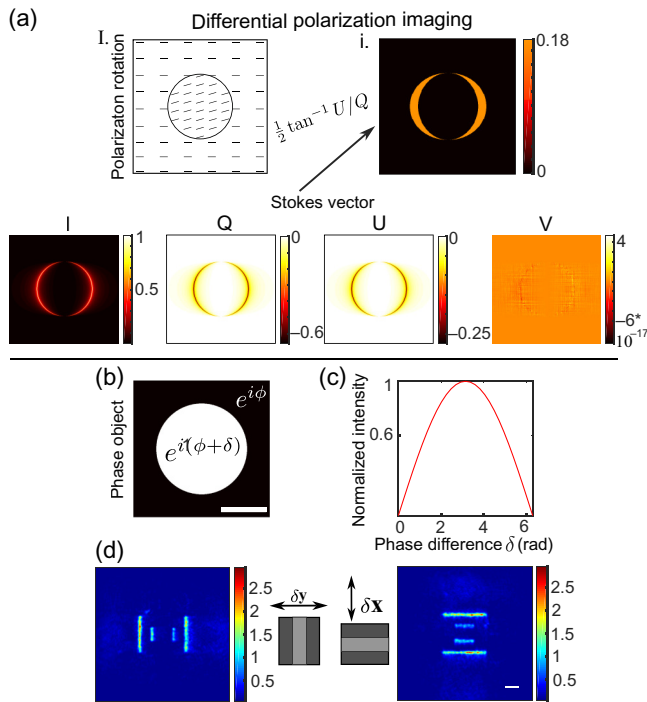 (a)
Differential polarization imaging
I.
Polarizaton rotation
½ tan⁻¹ U/Q
i.
0.18
0
Stokes vector
I
1
0.5
Q
0
−0.6
U
0
−0.25
V
4
−6*
10⁻¹⁷
(b)
Phase object
e^{iϕ}
e^{i(ϕ+δ)}
(c)
Normalized intensity
1
0.6
0
2
4
6
Phase difference δ (rad)
(d)
2.5
2
1.5
1
0.5
δy
δx
2.5
2
1.5
1
0.5